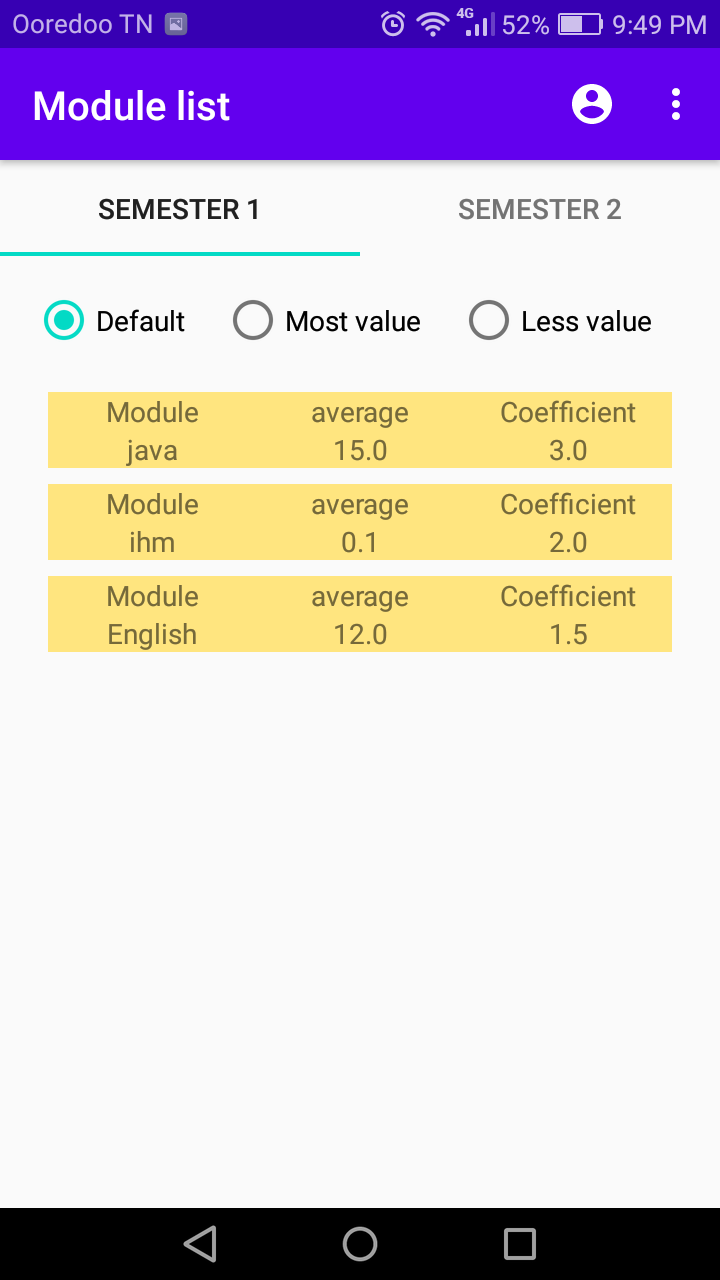 Ooredoo TN 4G 52% 9:49 PM
Module list
SEMESTER 1 SEMESTER 2
Default Most value Less value
Module average Coefficient
java 15.0 3.0
Module average Coefficient
ihm 0.1 2.0
Module average Coefficient
English 12.0 1.5